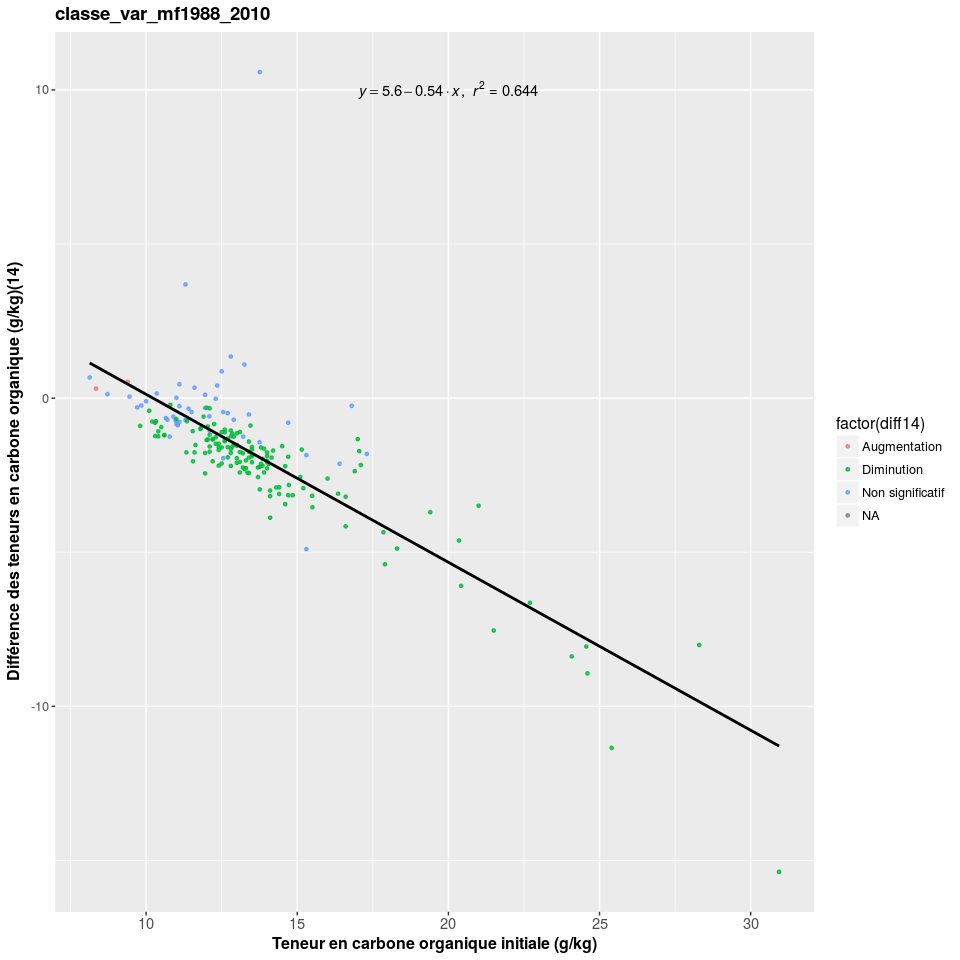 classe_var_mf1988_2010
y = 5.6 − 0.54 · x, r² = 0.644
10
0
-10
Différence des teneurs en carbone organique (g/kg)(14)
10
15
20
25
30
Teneur en carbone organique initiale (g/kg)
factor(diff14)
Augmentation
Diminution
Non significatif
NA